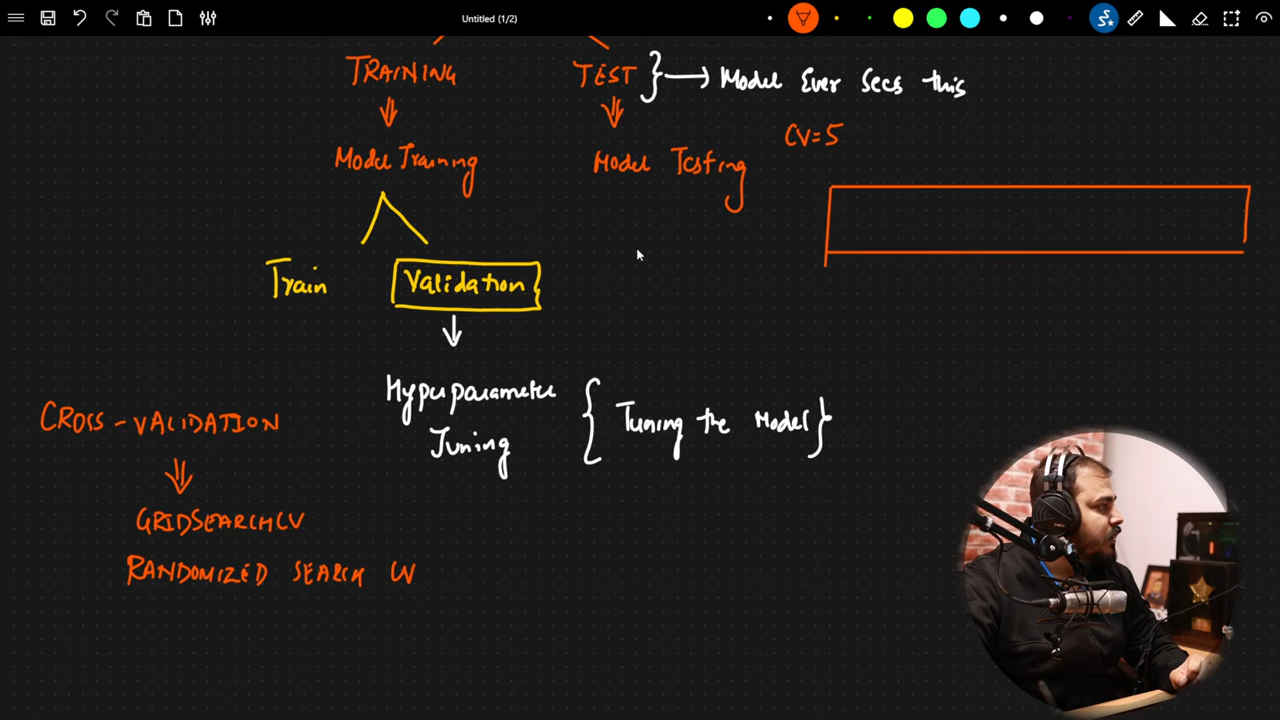 Untitled (1/2)
TRAINING
TEST
Model Ever Sees this
CV=5
Model Training
Model Testing
Train
Validation
Hyperparameter
Tuning
Tuning the Model
CROSS-VALIDATION
GRIDSEARCHCV
RANDOMIZED SEARCH CV